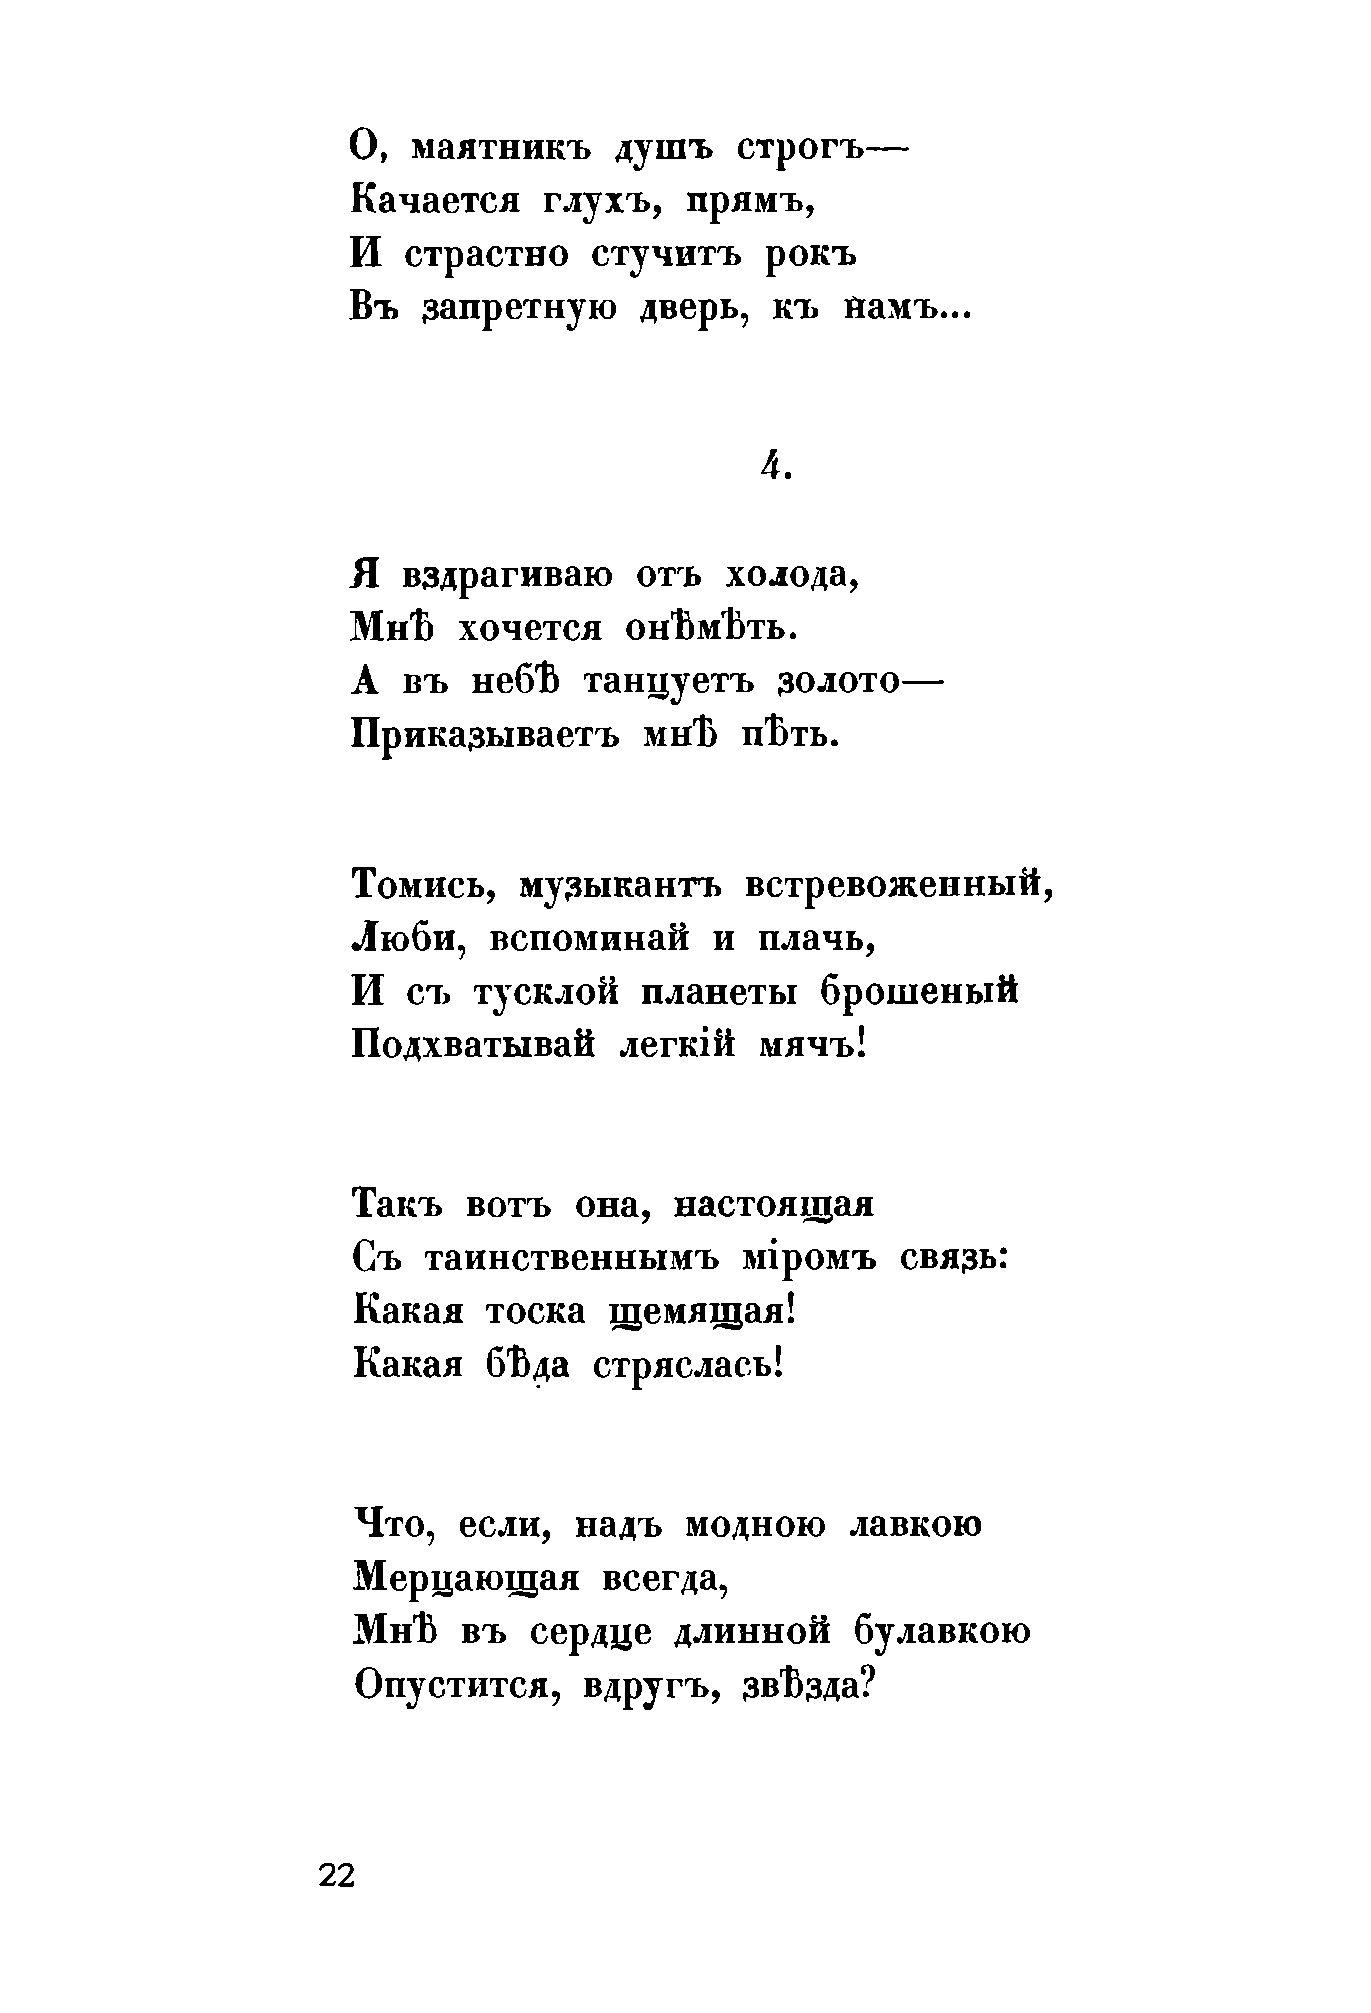 О, маятникъ душъ строгъ—
Качается глухъ, прямъ,
И страстно стучитъ рокъ
Въ запретную дверь, къ намъ...
4.
Я вздрагиваю отъ холода,
Мнѣ хочется онѣмѣть.
А въ небѣ танцуетъ золото—
Приказываетъ мнѣ пѣть.
Томись, музыкантъ встревоженный,
Люби, вспоминай и плачь,
И съ тусклой планеты брошеный
Подхватывай легкій мячъ!
Такъ вотъ она, настоящая
Съ таинственнымъ міромъ связь:
Какая тоска щемящая!
Какая бѣда стряслась!
Что, если, надъ модною лавкою
Мерцающая всегда,
Мнѣ въ сердце длинной булавкою
Опустится, вдругъ, звѣзда?
22